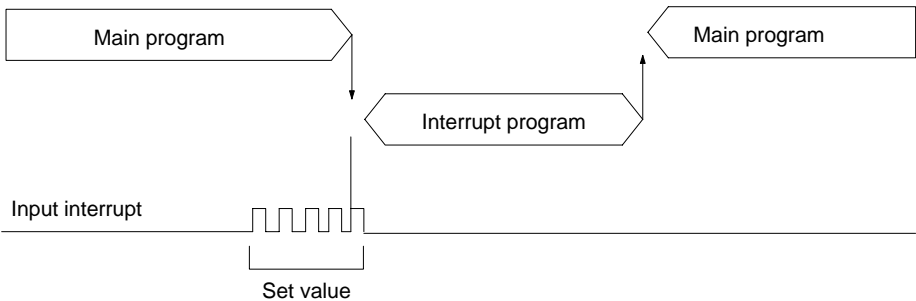 Main program
Main program
Interrupt program
Input interrupt
Set value